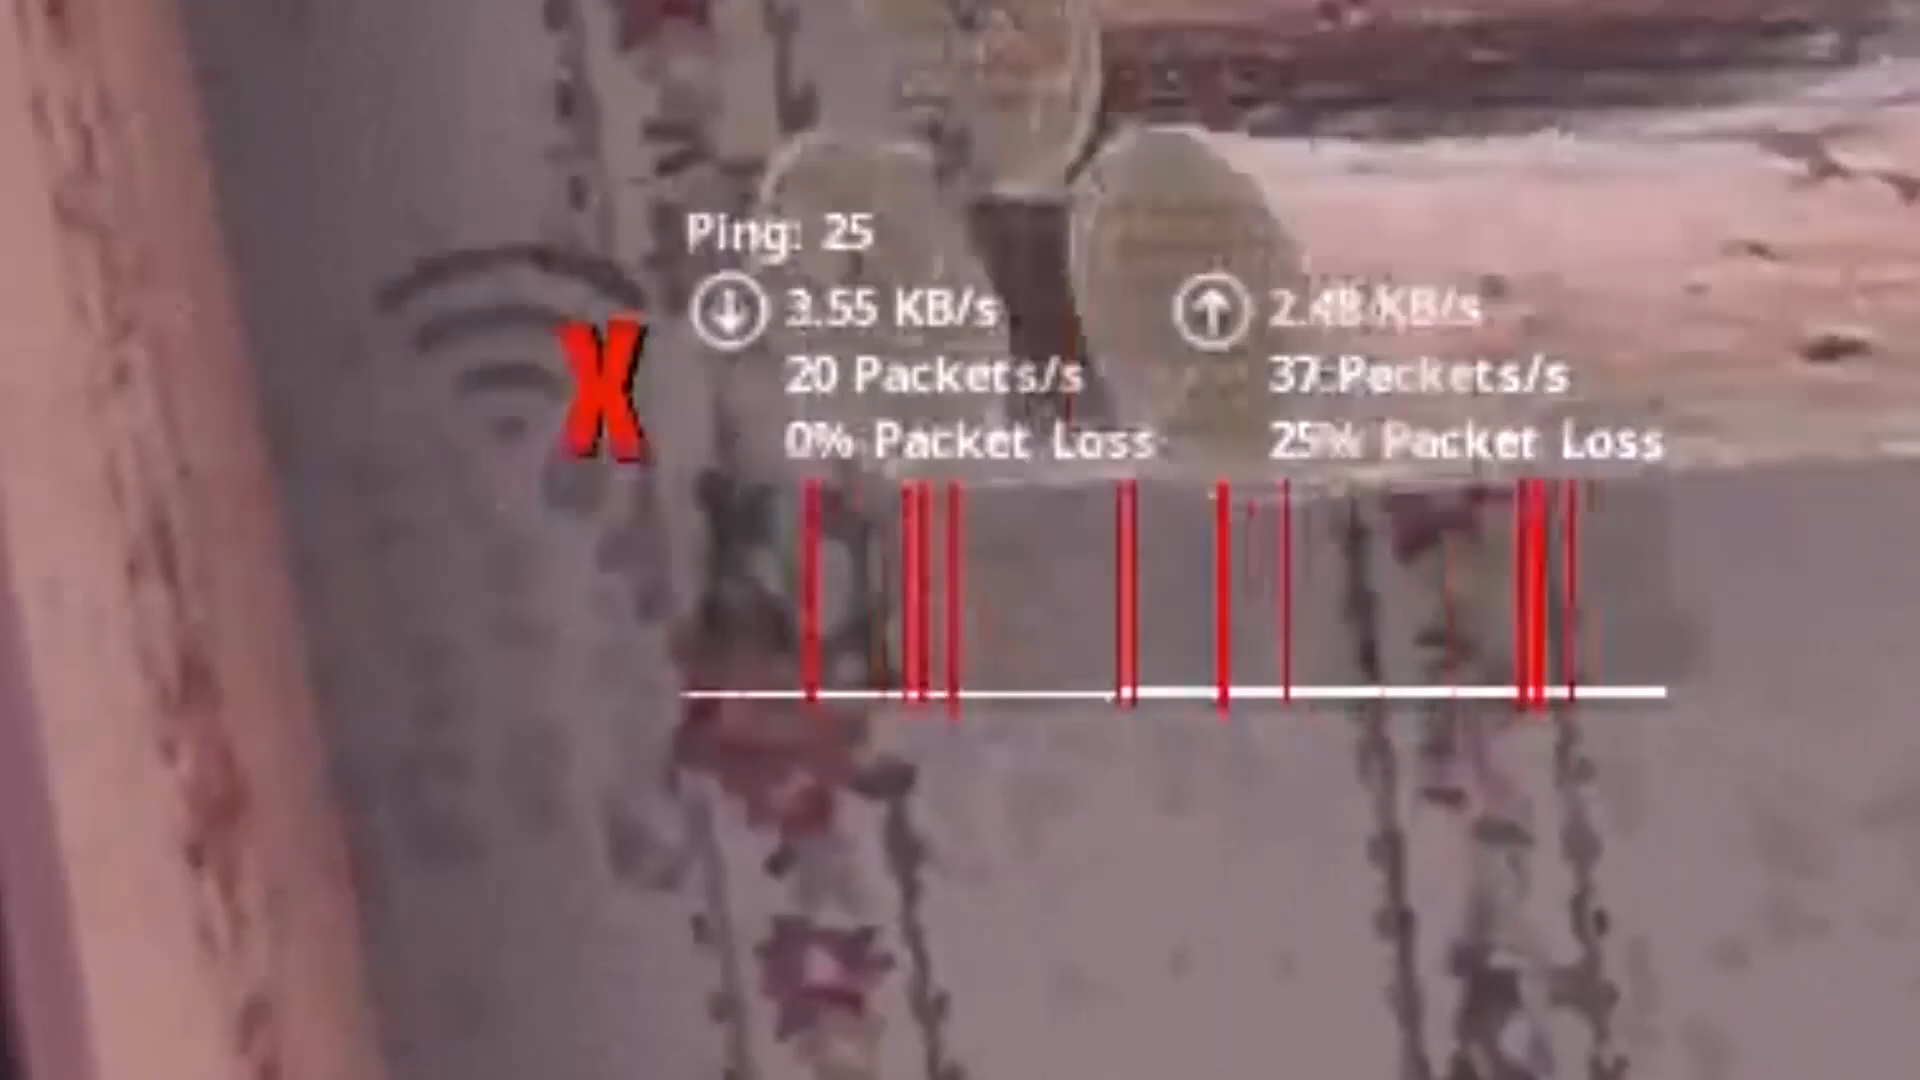 Ping: 25
3.55 KB/s
2.48 KB/s
20 Packets/s
37 Packets/s
0% Packet Loss
25% Packet Loss
X